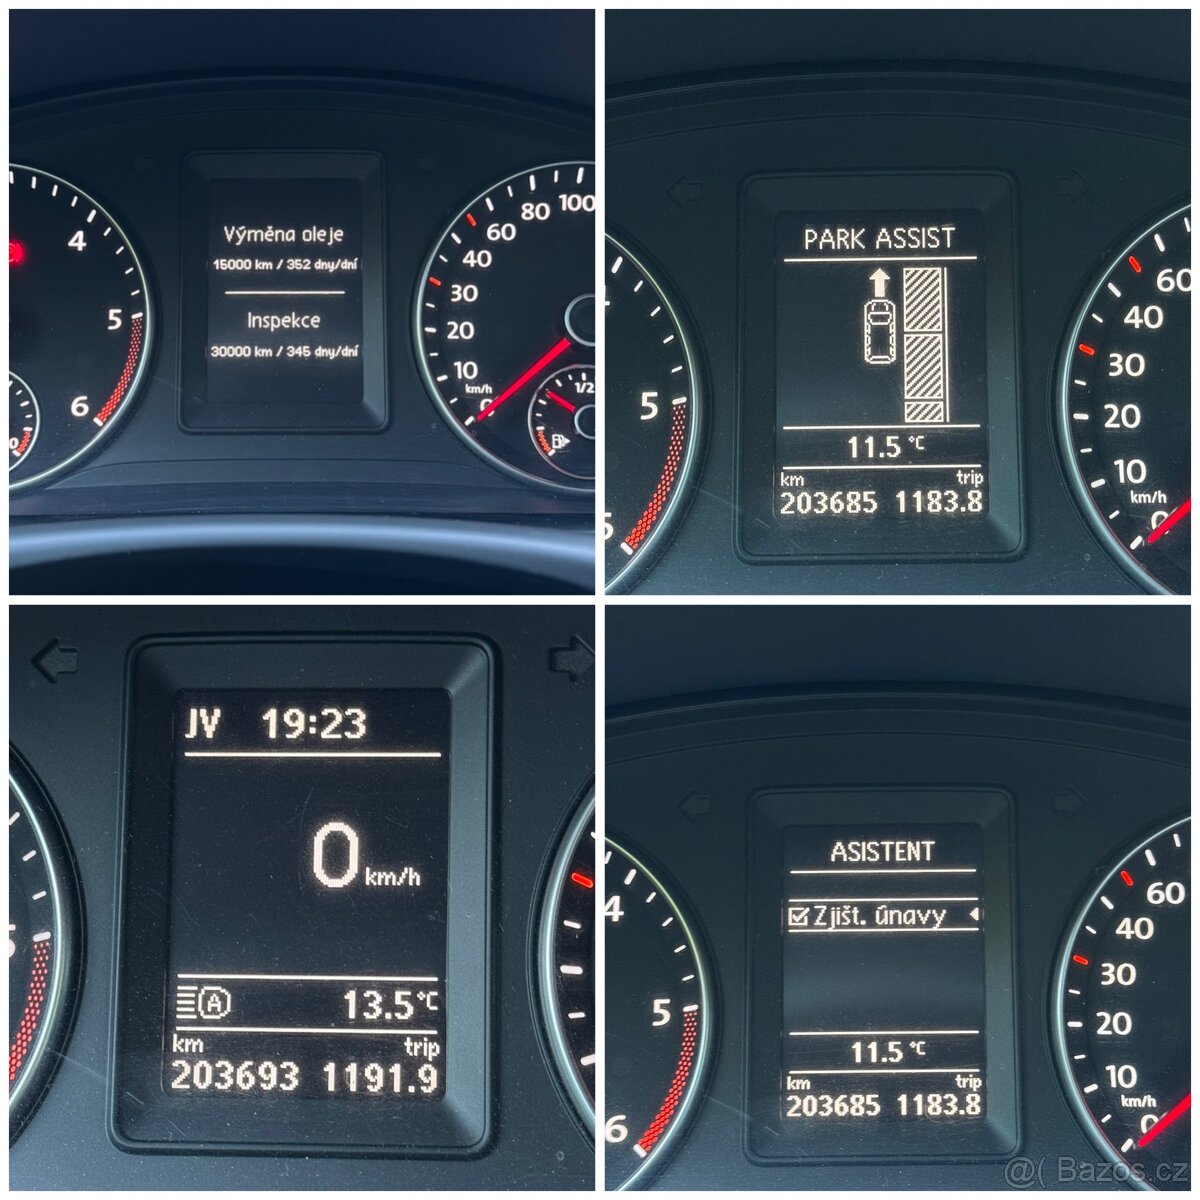 4
5
6
Výměna oleje
15000 km / 352 dny/dní
Inspekce
30000 km / 345 dny/dní
100
80
60
40
30
20
10
km/h
0
1/2
PARK ASSIST
11.5 °C
km trip
203685 1183.8
5
60
40
30
20
10
km/h
0
JV 19:23
0 km/h
A 13.5 °C
km trip
203693 1191.9
4
5
6
ASISTENT
Zjišt. únavy
11.5 °C
km trip
203685 1183.8
60
40
30
20
10
km/h
0
@( Bazos.cz